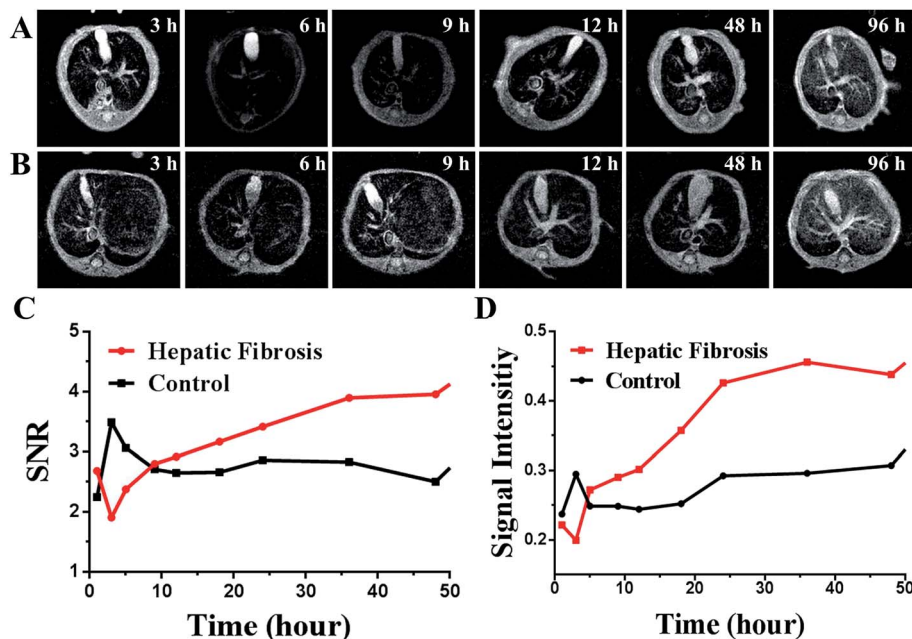 A
3 h
6 h
9 h
12 h
48 h
96 h
B
3 h
6 h
9 h
12 h
48 h
96 h
C
5
4
3
2
1
SNR
Hepatic Fibrosis
Control
0
10
20
30
40
50
Time (hour)
D
0.5
0.4
0.3
0.2
Signal Intensitiy
Hepatic Fibrosis
Control
0
10
20
30
40
50
Time (hour)